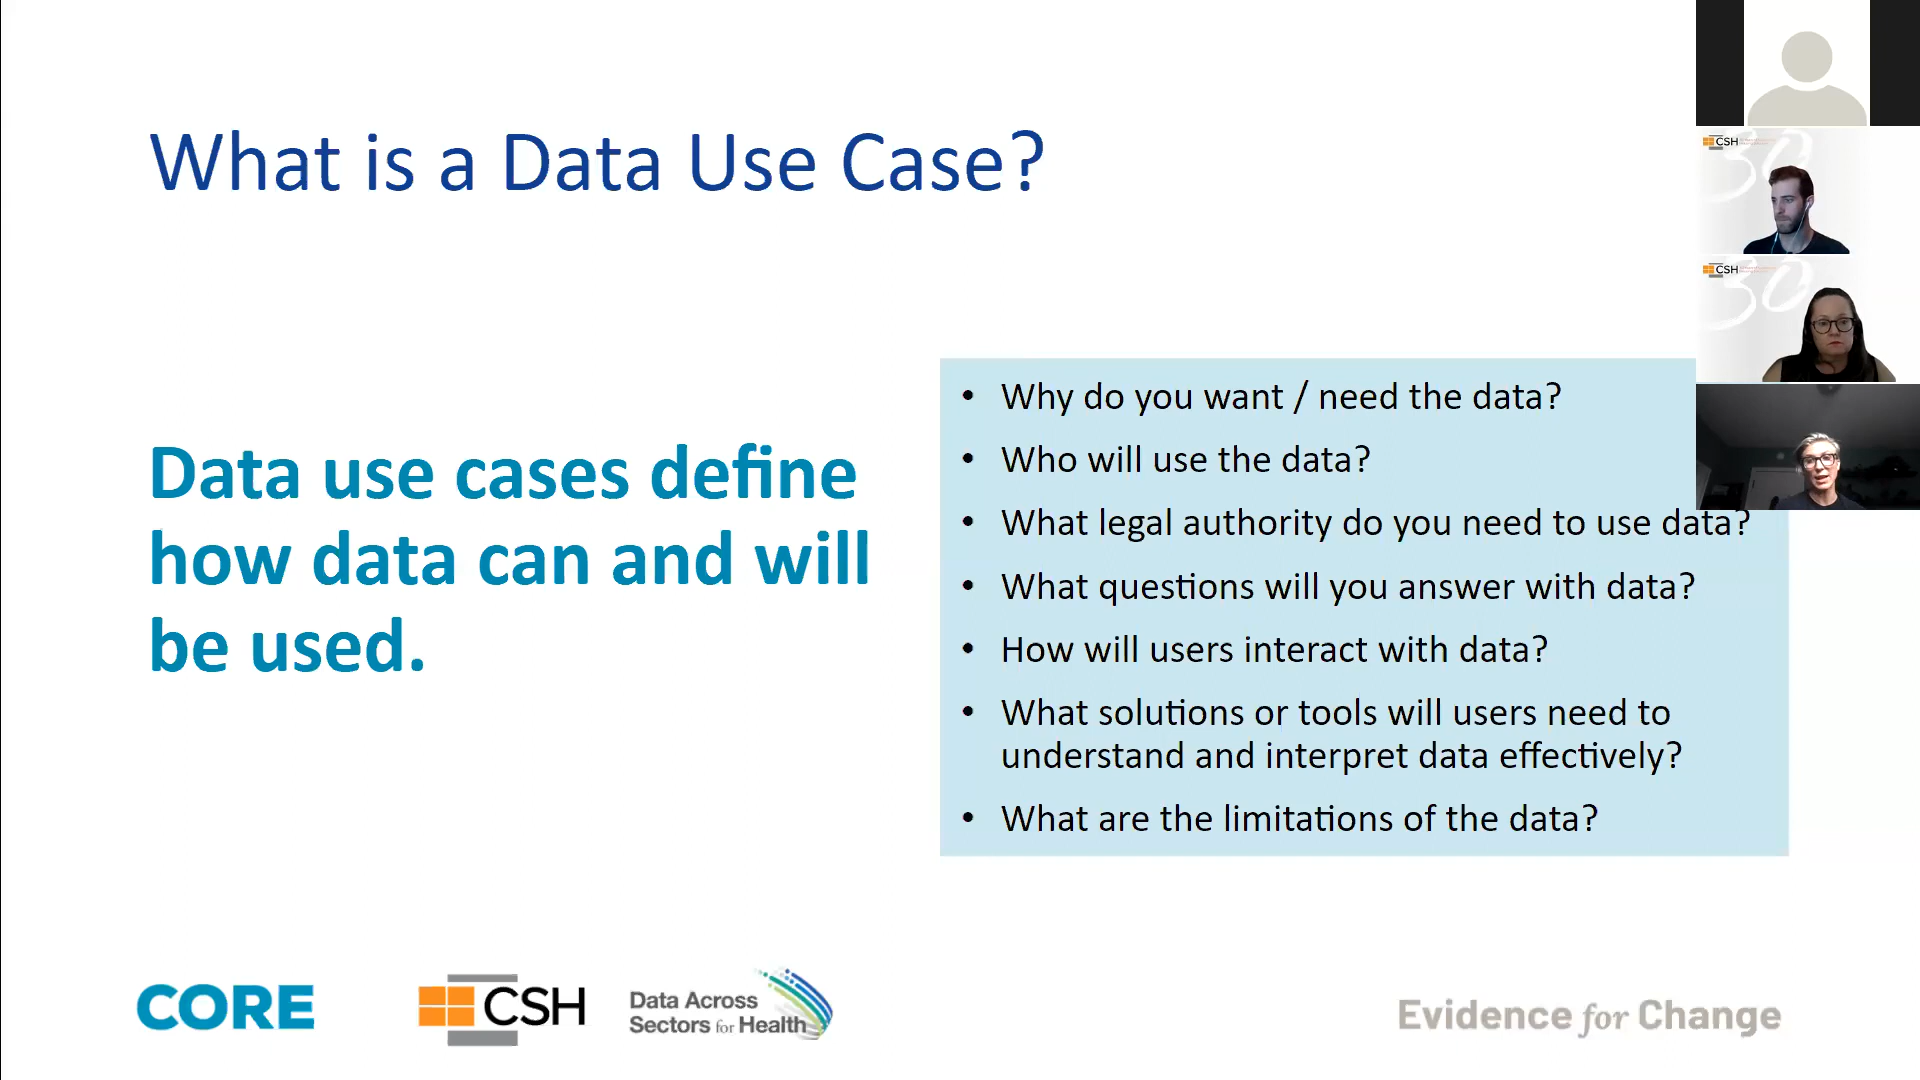 What is a Data Use Case?
Data use cases define
how data can and will
be used.
• Why do you want / need the data?
• Who will use the data?
• What legal authority do you need to use data?
• What questions will you answer with data?
• How will users interact with data?
• What solutions or tools will users need to
understand and interpret data effectively?
• What are the limitations of the data?
CSH
30
CSH
30
CORE
CSH
Data Across
Sectors for Health
Evidence for Change